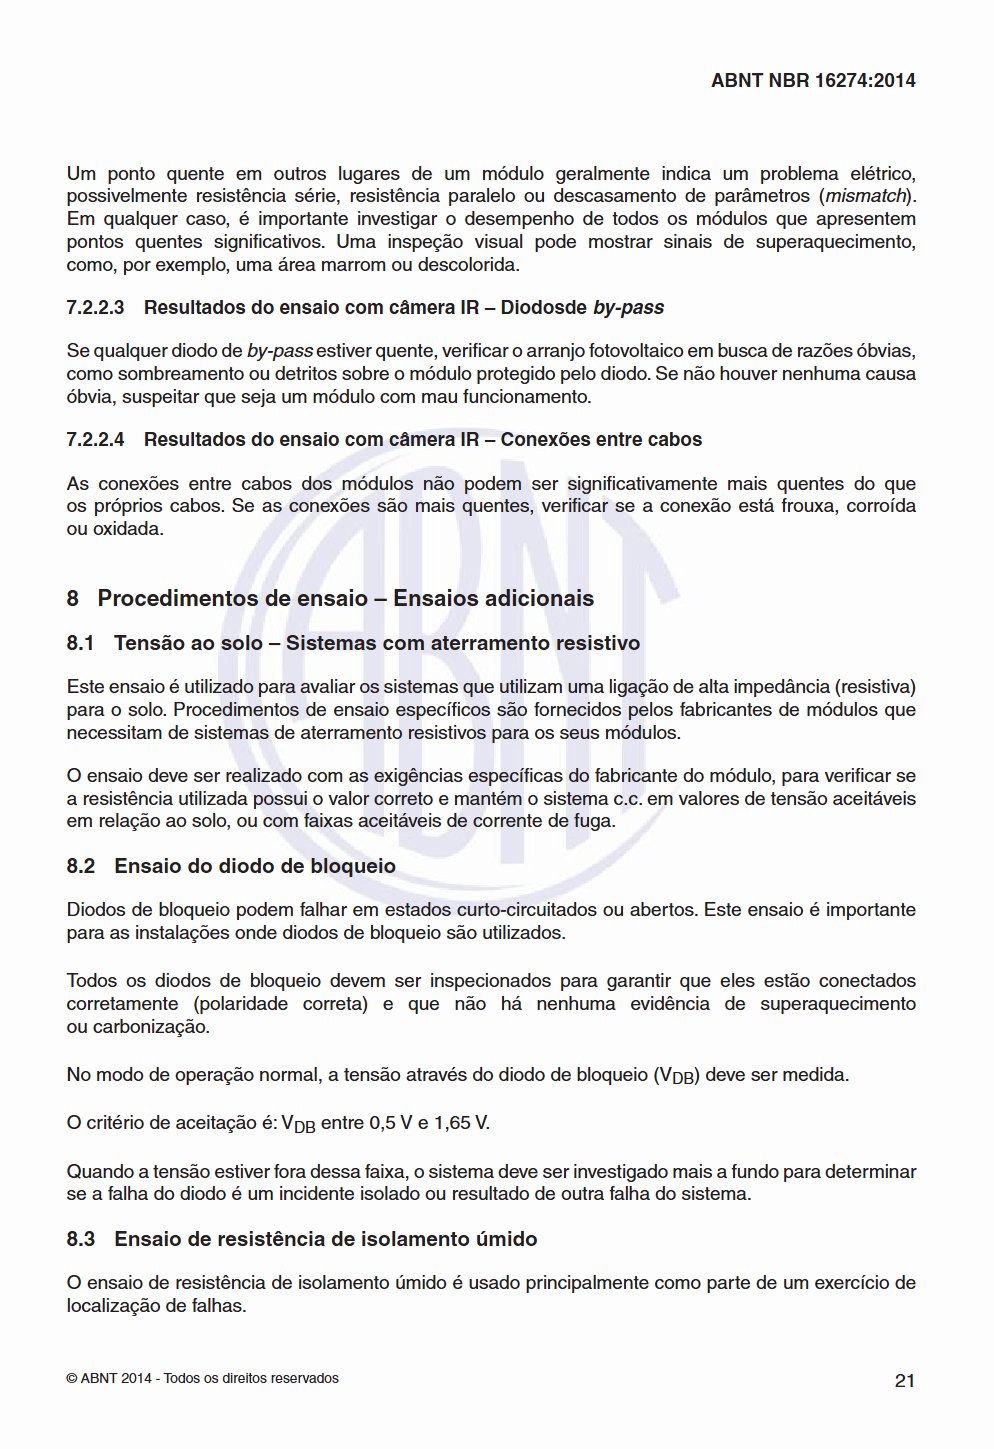 ABNT NBR 16274:2014
Um ponto quente em outros lugares de um módulo geralmente indica um problema elétrico,
possivelmente resistência série, resistência paralelo ou descasamento de parâmetros (mismatch).
Em qualquer caso, é importante investigar o desempenho de todos os módulos que apresentem
pontos quentes significativos. Uma inspeção visual pode mostrar sinais de superaquecimento,
como, por exemplo, uma área marrom ou descolorida.
7.2.2.3 Resultados do ensaio com câmera IR – Diodosde by-pass
Se qualquer diodo de by-pass estiver quente, verificar o arranjo fotovoltaico em busca de razões óbvias,
como sombreamento ou detritos sobre o módulo protegido pelo diodo. Se não houver nenhuma causa
óbvia, suspeitar que seja um módulo com mau funcionamento.
7.2.2.4 Resultados do ensaio com câmera IR – Conexões entre cabos
As conexões entre cabos dos módulos não podem ser significativamente mais quentes do que
os próprios cabos. Se as conexões são mais quentes, verificar se a conexão está frouxa, corroída
ou oxidada.
8 Procedimentos de ensaio – Ensaios adicionais
8.1 Tensão ao solo – Sistemas com aterramento resistivo
Este ensaio é utilizado para avaliar os sistemas que utilizam uma ligação de alta impedância (resistiva)
para o solo. Procedimentos de ensaio específicos são fornecidos pelos fabricantes de módulos que
necessitam de sistemas de aterramento resistivos para os seus módulos.
O ensaio deve ser realizado com as exigências específicas do fabricante do módulo, para verificar se
a resistência utilizada possui o valor correto e mantém o sistema c.c. em valores de tensão aceitáveis
em relação ao solo, ou com faixas aceitáveis de corrente de fuga.
8.2 Ensaio do diodo de bloqueio
Diodos de bloqueio podem falhar em estados curto-circuitados ou abertos. Este ensaio é importante
para as instalações onde diodos de bloqueio são utilizados.
Todos os diodos de bloqueio devem ser inspecionados para garantir que eles estão conectados
corretamente (polaridade correta) e que não há nenhuma evidência de superaquecimento
ou carbonização.
No modo de operação normal, a tensão através do diodo de bloqueio (VDB) deve ser medida.
O critério de aceitação é: VDB entre 0,5 V e 1,65 V.
Quando a tensão estiver fora dessa faixa, o sistema deve ser investigado mais a fundo para determinar
se a falha do diodo é um incidente isolado ou resultado de outra falha do sistema.
8.3 Ensaio de resistência de isolamento úmido
O ensaio de resistência de isolamento úmido é usado principalmente como parte de um exercício de
localização de falhas.
© ABNT 2014 - Todos os direitos reservados
21
ABNT